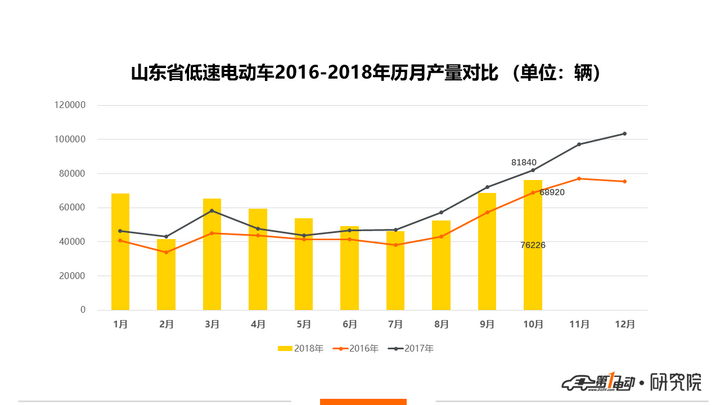 山东省低速电动车2016-2018年历月产量对比 （单位：辆）
120000
100000
80000
60000
40000
20000
0
81840
68920
76226
1月 2月 3月 4月 5月 6月 7月 8月 9月 10月 11月 12月
2018年 2016年 2017年
第1电动·研究院